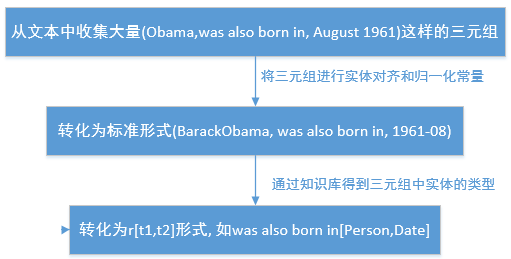 从文本中收集大量(Obama,was also born in, August 1961)这样的三元组
将三元组进行实体对齐和归一化常量
转化为标准形式(BarackObama, was also born in, 1961-08)
通过知识库得到三元组中实体的类型
转化为r[t1,t2]形式, 如was also born in[Person,Date]